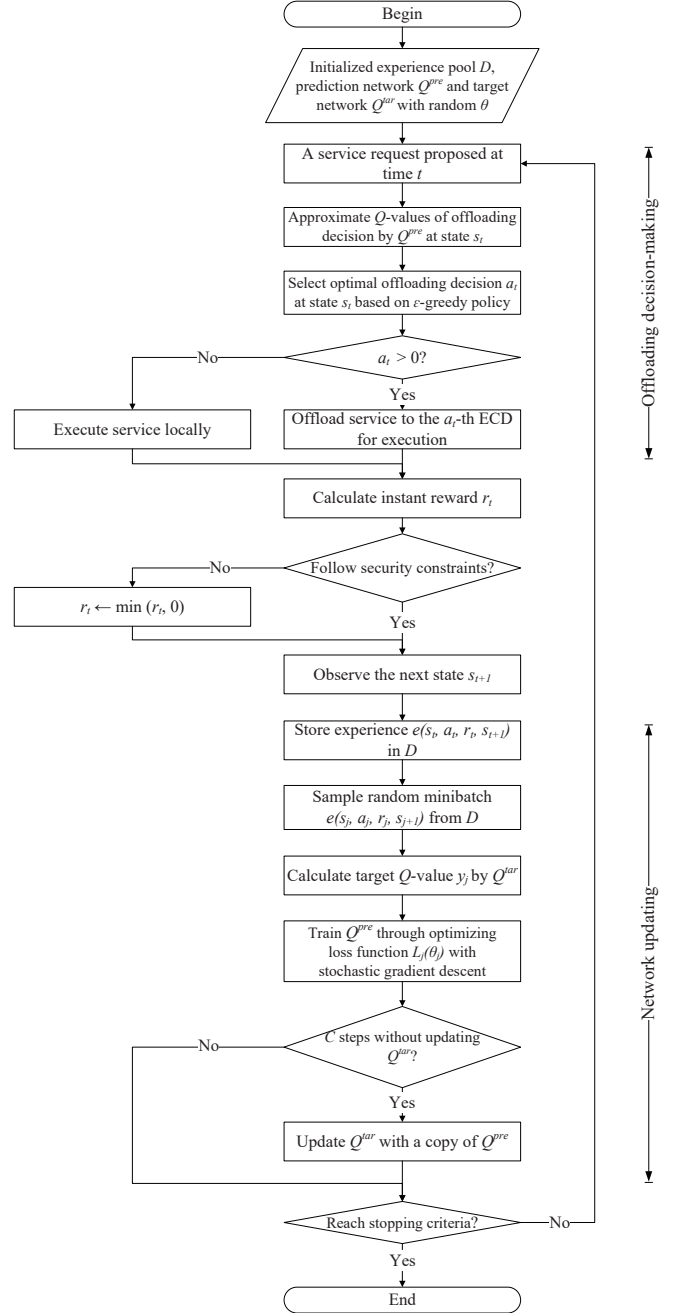 Begin
Initialized experience pool D,
prediction network Q^pre and target
network Q^tar with random θ
A service request proposed at
time t
Approximate Q-values of offloading
decision by Q^pre at state s_t
Select optimal offloading decision a_t
at state s_t based on ε-greedy policy
a_t > 0?
No
Yes
Execute service locally
Offload service to the a_t-th ECD
for execution
Offloading decision-making
Calculate instant reward r_t
Follow security constraints?
No
r_t ← min (r_t, 0)
Yes
Observe the next state s_{t+1}
Store experience e(s_t, a_t, r_t, s_{t+1})
in D
Sample random minibatch
e(s_j, a_j, r_j, s_{j+1}) from D
Calculate target Q-value y_j by Q^tar
Train Q^pre through optimizing
loss function L_j(θ_j) with
stochastic gradient descent
C steps without updating
Q^tar?
No
Yes
Update Q^tar with a copy of Q^pre
Network updating
Reach stopping criteria?
No
Yes
End